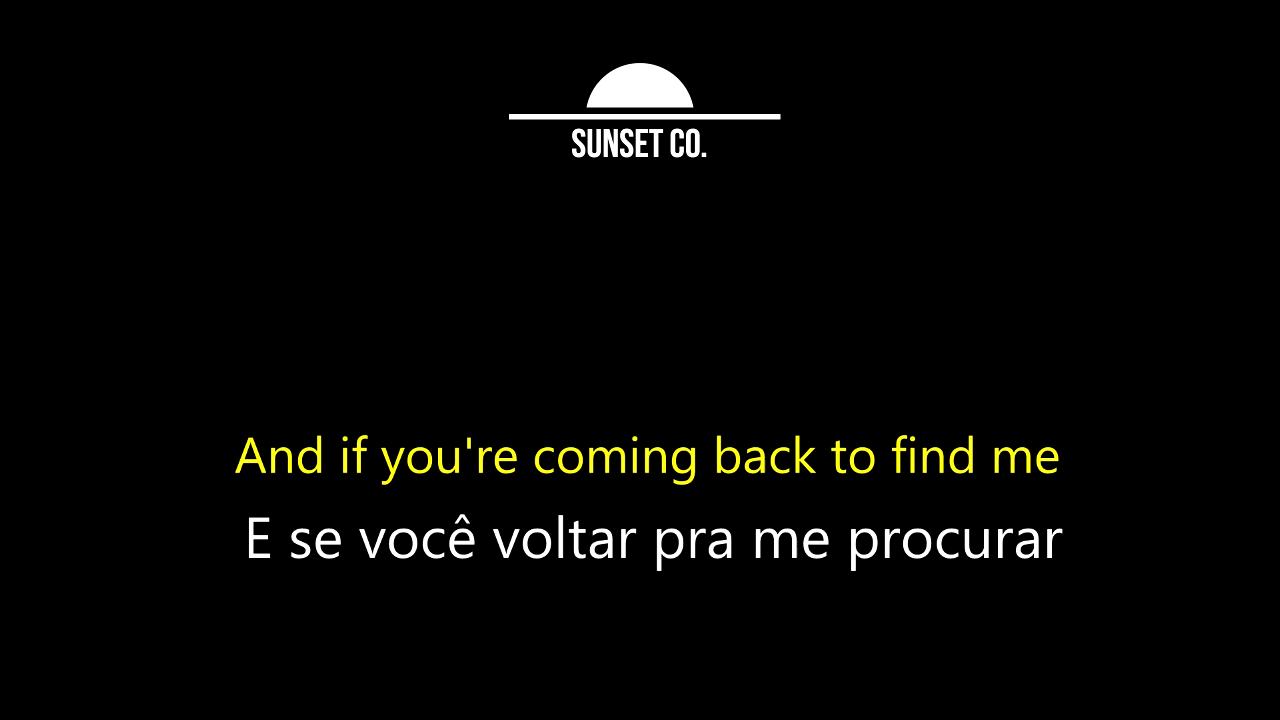 SUNSET CO.
And if you're coming back to find me
E se você voltar pra me procurar